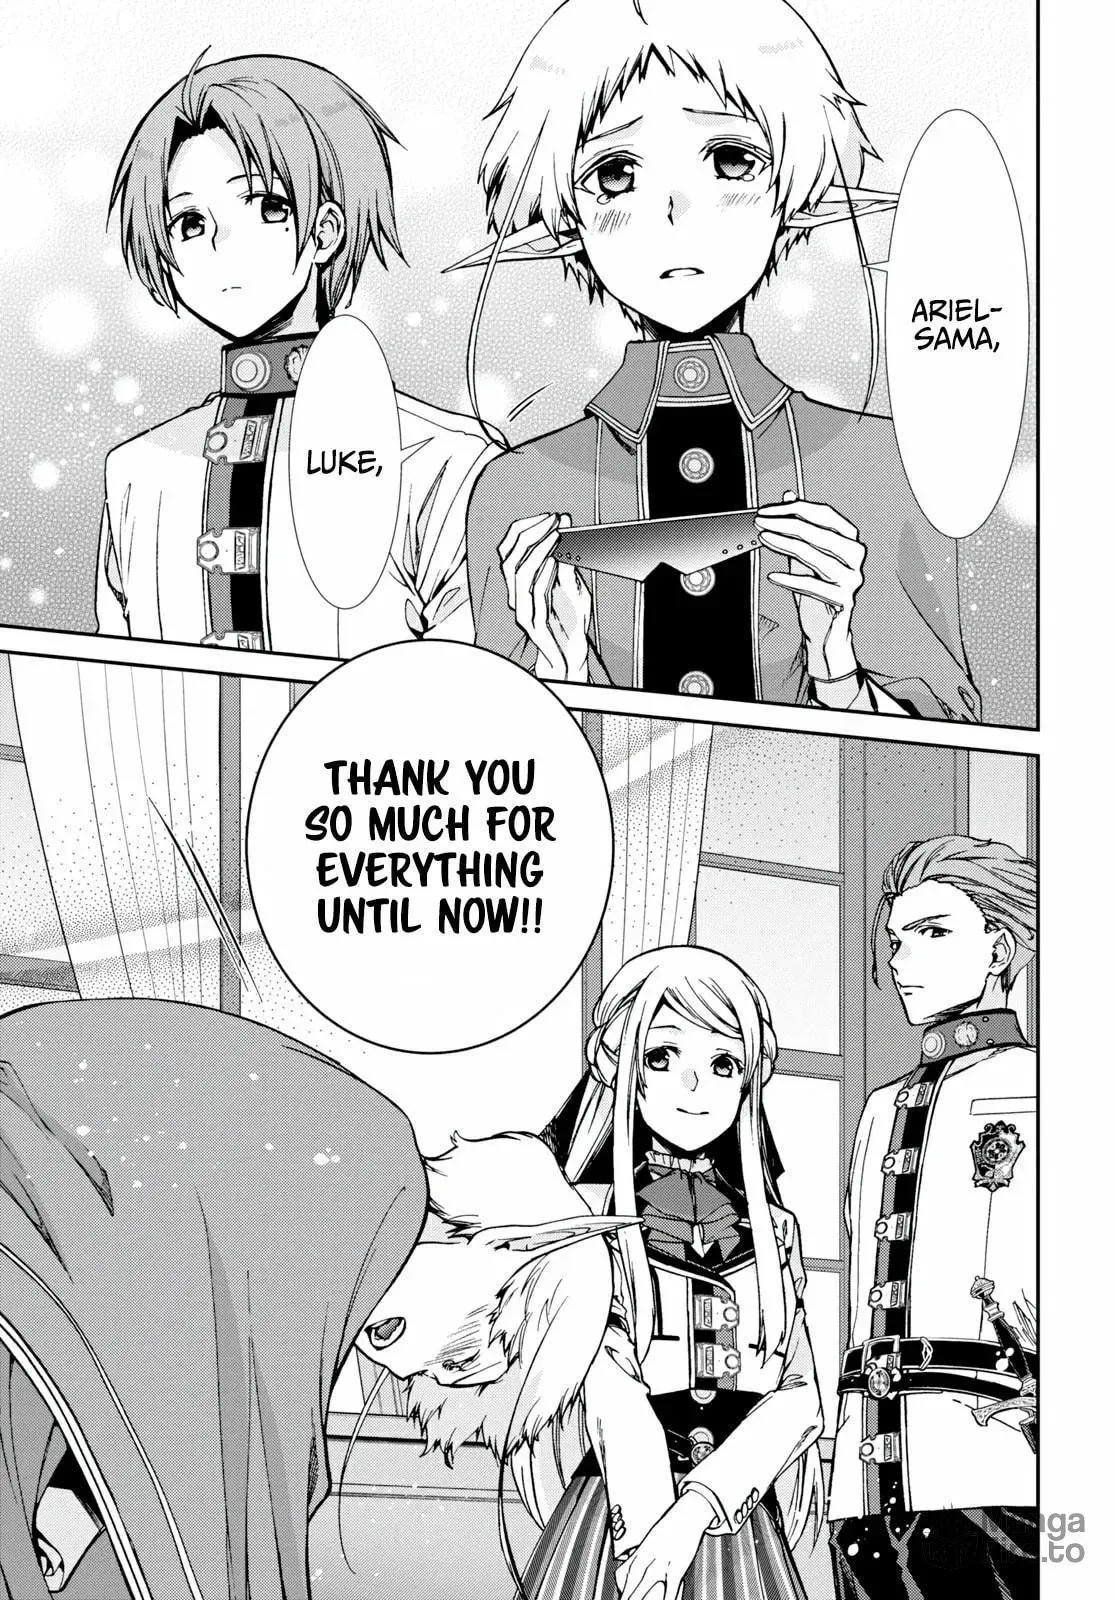 ARIEL-
SAMA,
LUKE,
THANK YOU
SO MUCH FOR
EVERYTHING
UNTIL NOW!!